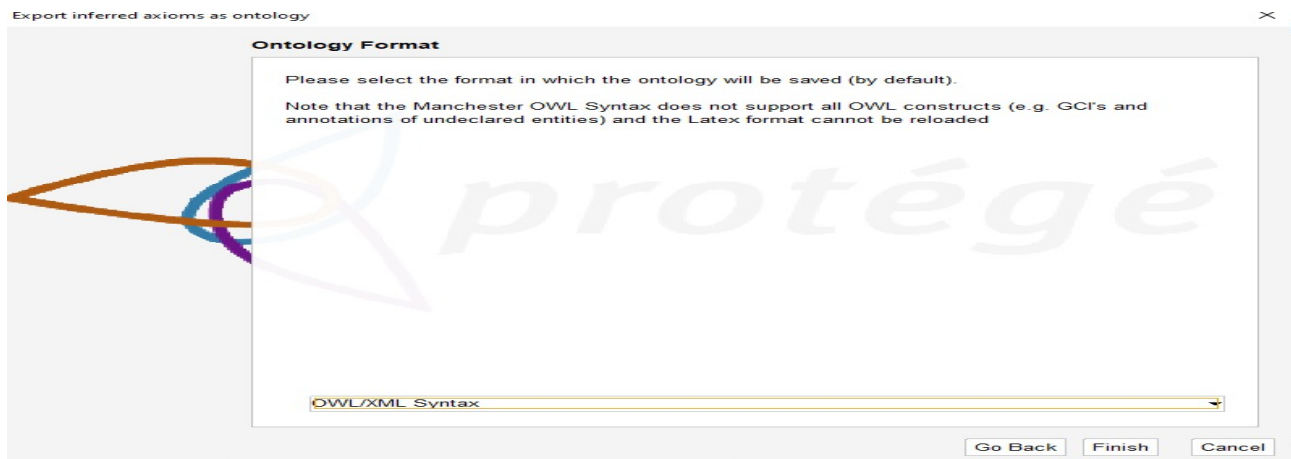 Export inferred axioms as ontology
Ontology Format
Please select the format in which the ontology will be saved (by default).
Note that the Manchester OWL Syntax does not support all OWL constructs (e.g. GCI's and
annotations of undeclared entities) and the Latex format cannot be reloaded
protégé
OWL/XML Syntax
Go Back Finish Cancel